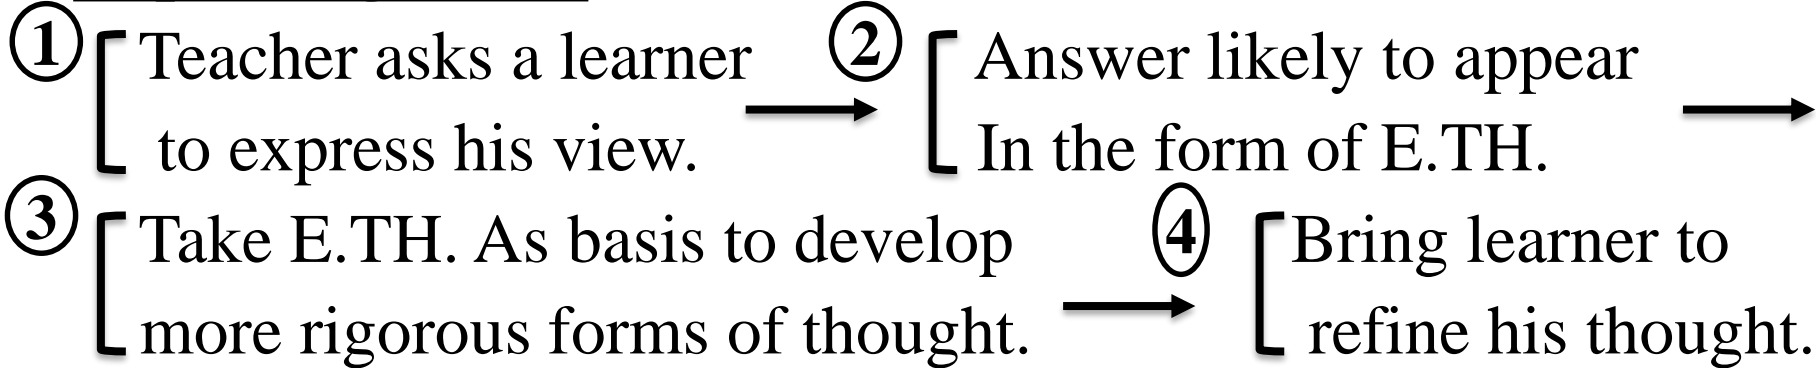 ① Teacher asks a learner
to express his view.
② Answer likely to appear
In the form of E.TH.
③ Take E.TH. As basis to develop
more rigorous forms of thought.
④ Bring learner to
refine his thought.